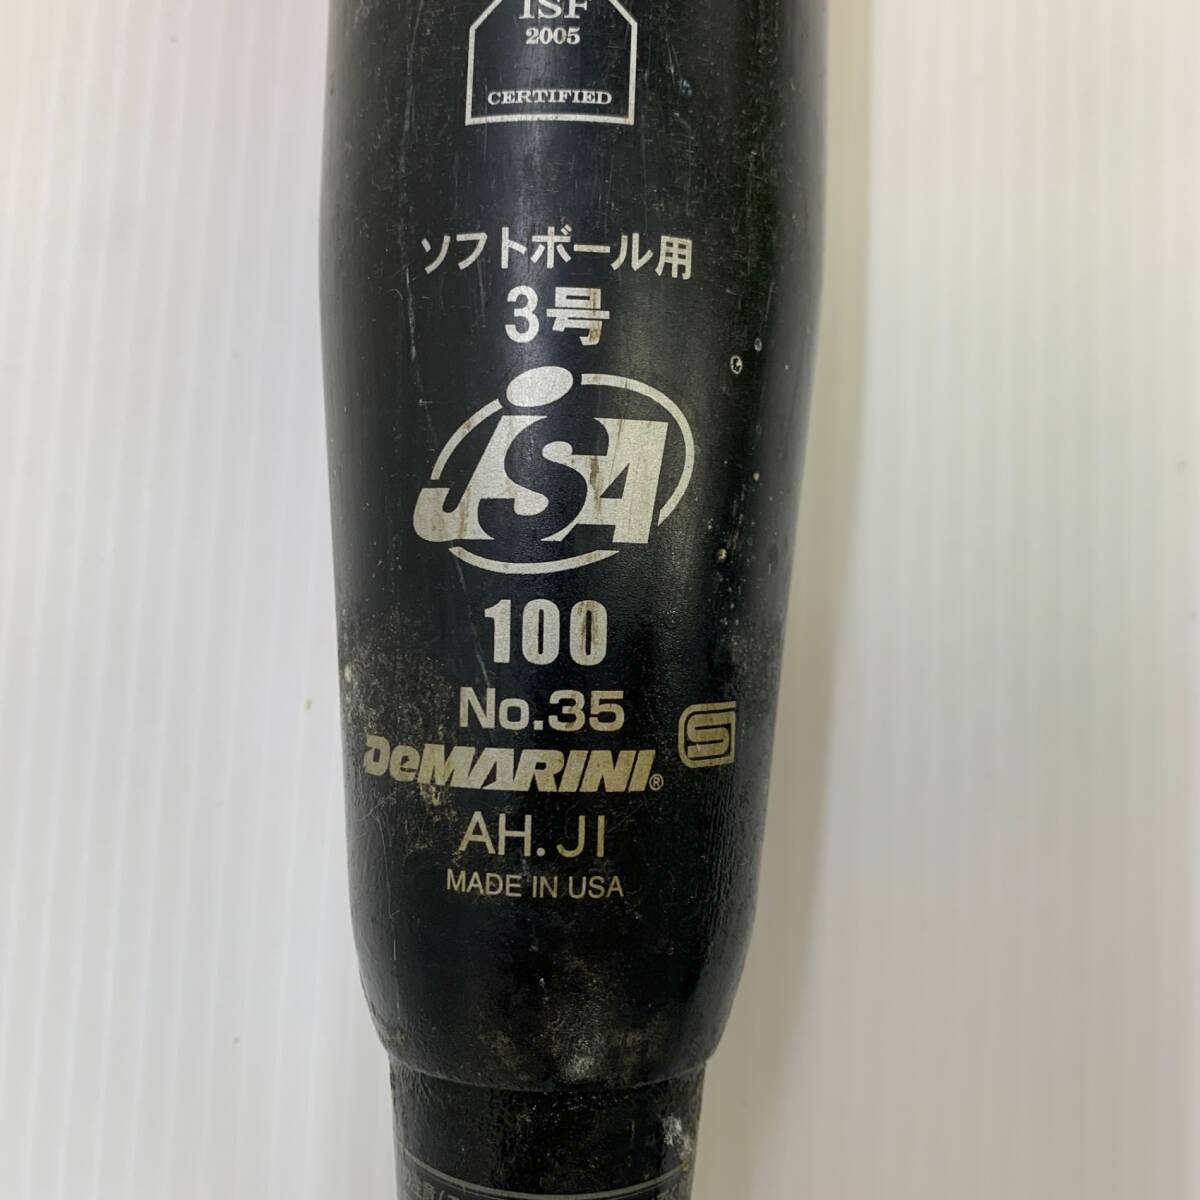 ISF
2005
CERTIFIED
ソフトボール用
3号
JSA
100
No.35
S
DeMARINI®
AH. JI
MADE IN USA